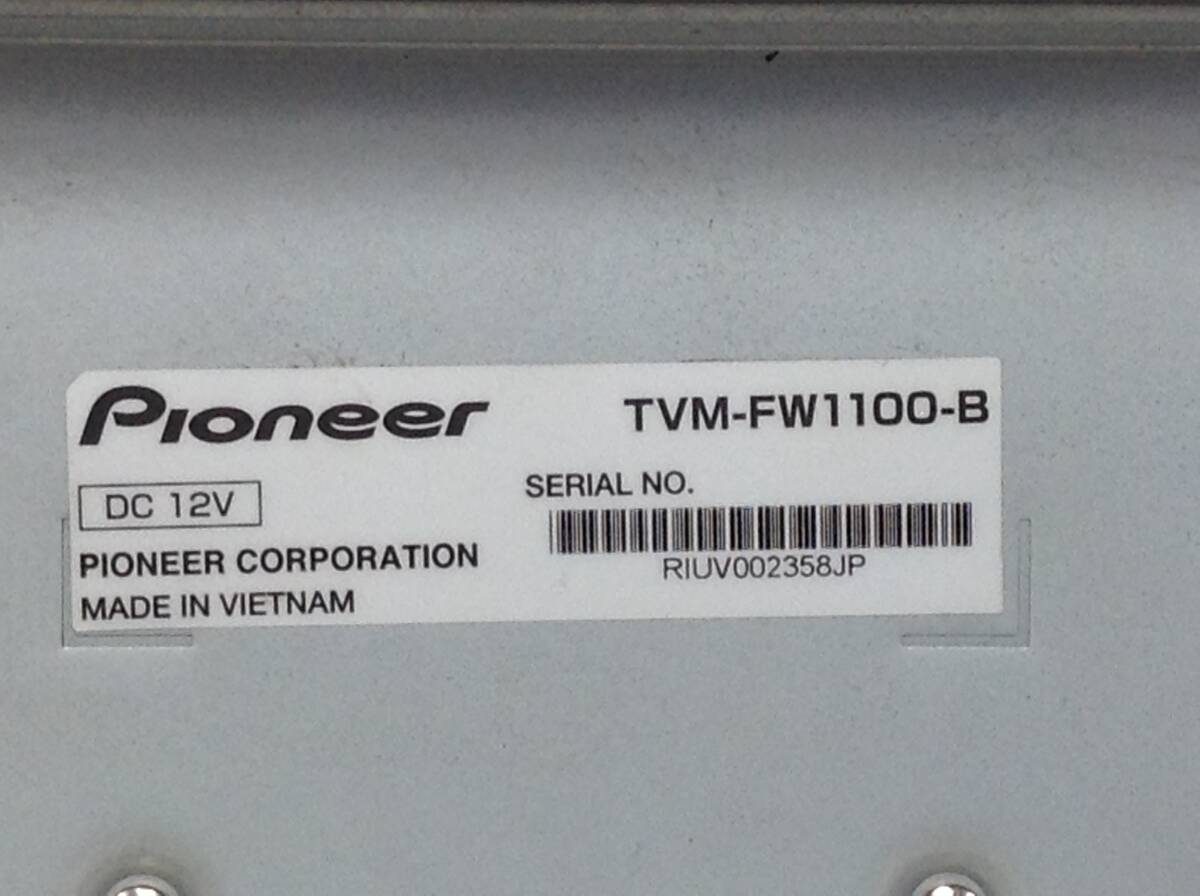 Pioneer
TVM-FW1100-B
DC 12V
SERIAL NO.
RIUV002358JP
PIONEER CORPORATION
MADE IN VIETNAM